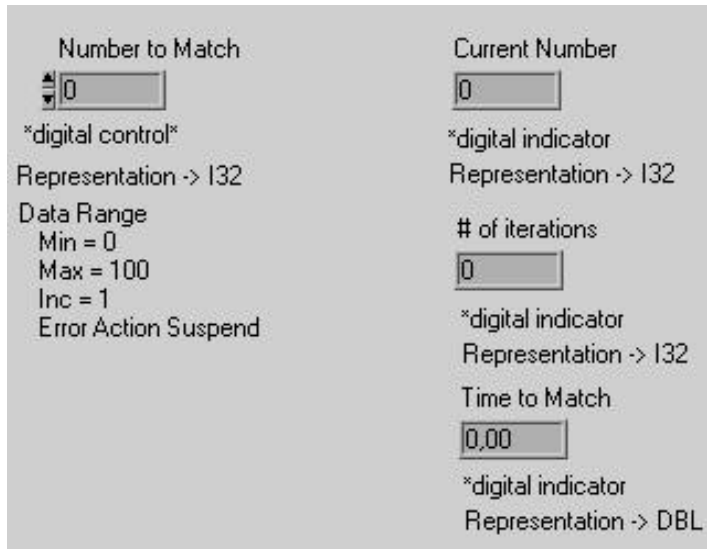 Number to Match
0
*digital control*
Representation -> I32
Data Range
Min = 0
Max = 100
Inc = 1
Error Action Suspend
Current Number
0
*digital indicator
Representation -> I32
# of iterations
0
*digital indicator
Representation -> I32
Time to Match
0,00
*digital indicator
Representation -> DBL